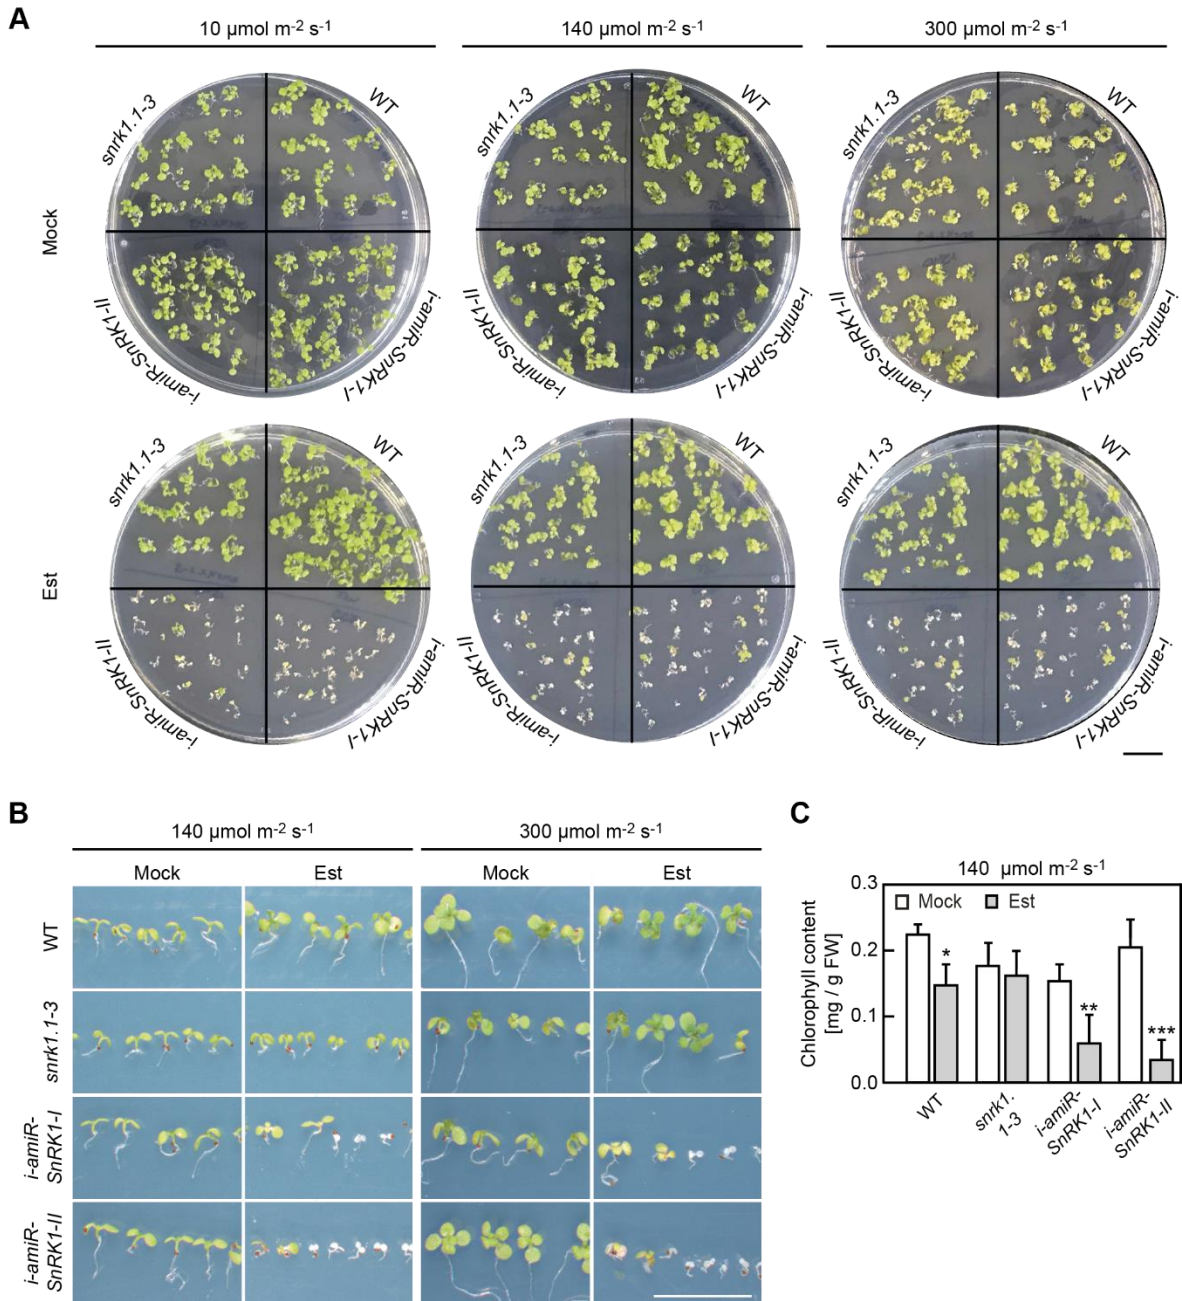 A
10 µmol m-2 s-1
140 µmol m-2 s-1
300 µmol m-2 s-1
Mock
snrk1.1-3
WT
i-amiR-SnRK1-II
i-amiR-SnRK1-I
snrk1.1-3
WT
i-amiR-SnRK1-II
i-amiR-SnRK1-I
snrk1.1-3
WT
i-amiR-SnRK1-II
i-amiR-SnRK1-I
Est
snrk1.1-3
WT
i-amiR-SnRK1-II
i-amiR-SnRK1-I
snrk1.1-3
WT
i-amiR-SnRK1-II
i-amiR-SnRK1-I
snrk1.1-3
WT
i-amiR-SnRK1-II
i-amiR-SnRK1-I
B
140 µmol m-2 s-1
300 µmol m-2 s-1
Mock
Est
Mock
Est
WT
snrk1.1-3
i-amiR-
SnRK1-I
i-amiR-
SnRK1-II
C
140 µmol m-2 s-1
Mock
Est
Chlorophyll content
[mg / g FW]
0.3
0.2
0.1
0.0
*
**
***
WT
snrk1.
1-3
i-amiR-
SnRK1-I
i-amiR-
SnRK1-II